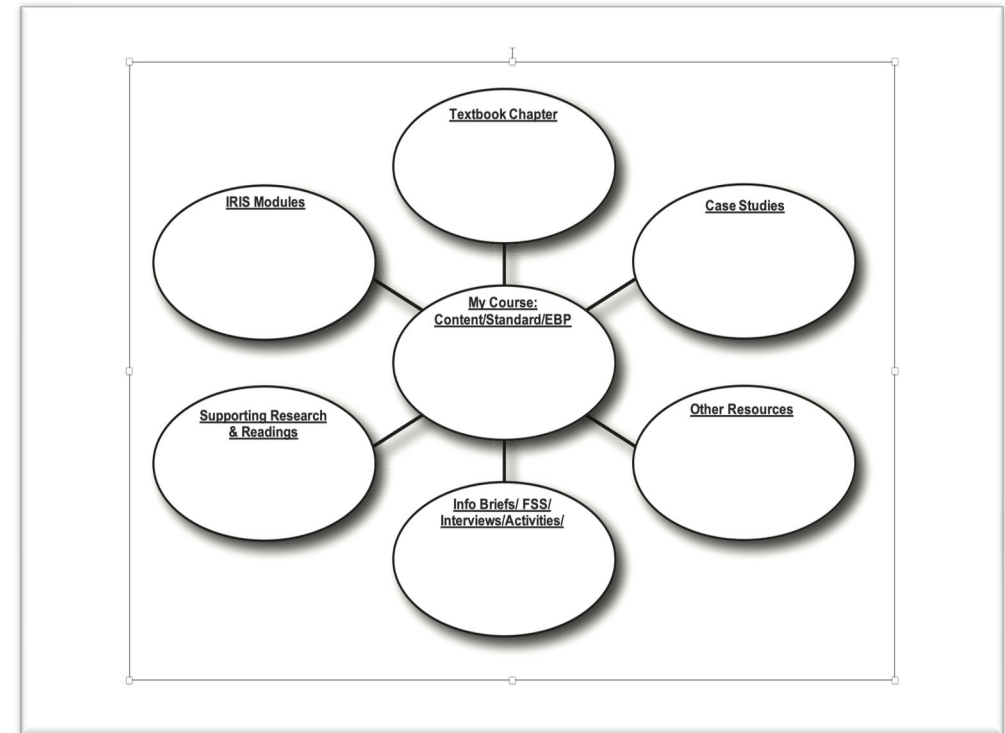 Textbook Chapter
IRIS Modules
Case Studies
My Course:
Content/Standard/EBP
Supporting Research
& Readings
Other Resources
Info Briefs/ FSS/
Interviews/Activities/